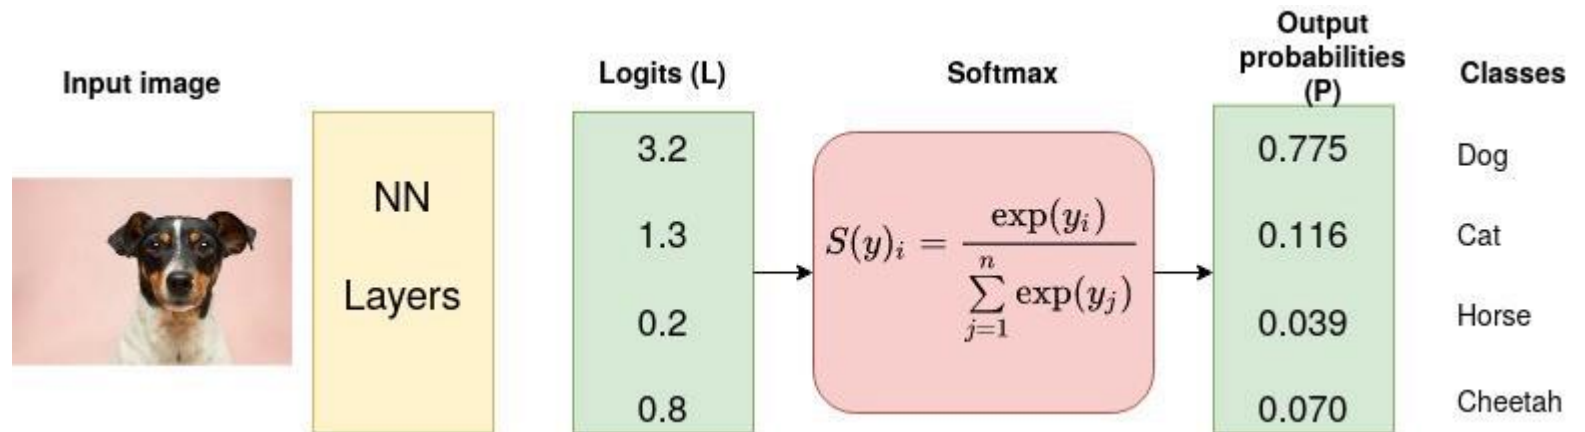 Input image
NN
Layers
Logits (L)
3.2
1.3
0.2
0.8
Softmax
S(y)_i = exp(y_i) / \sum_{j=1}^{n} exp(y_j)
Output
probabilities
(P)
0.775
0.116
0.039
0.070
Classes
Dog
Cat
Horse
Cheetah